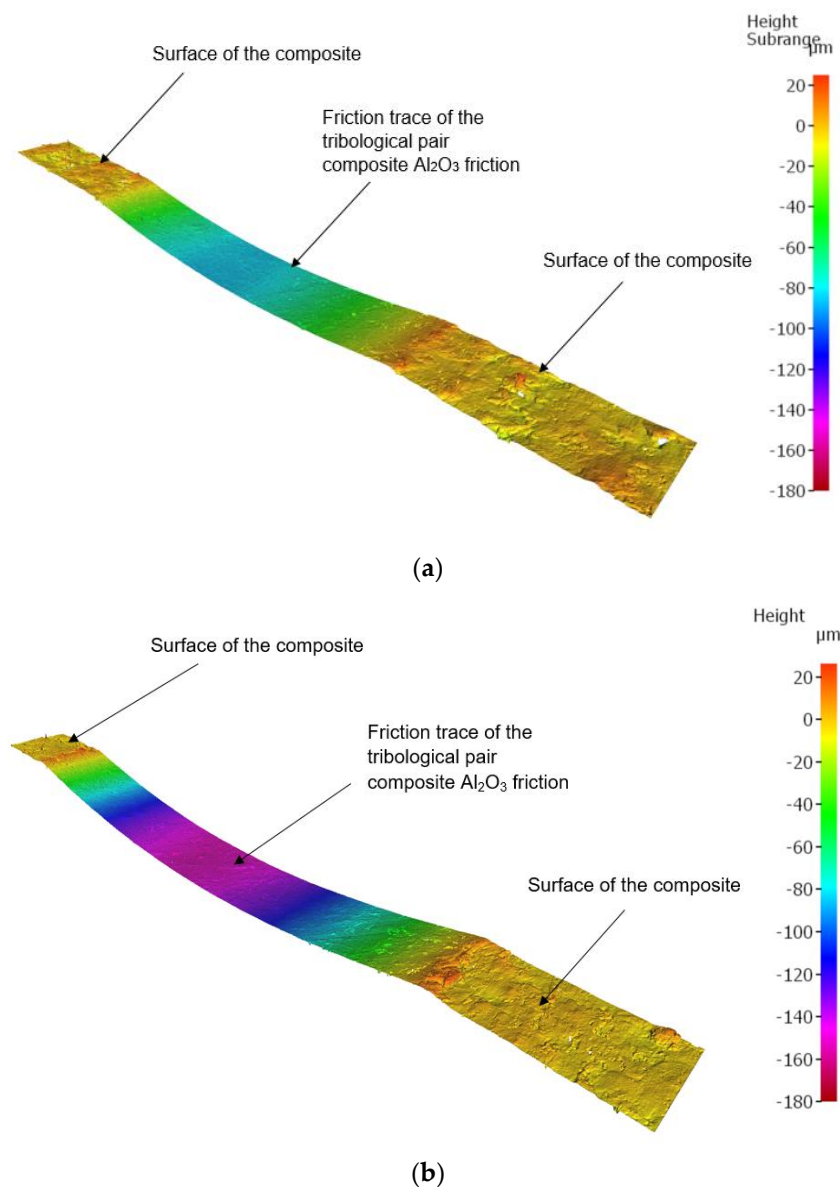 Height
Subrange
µm
Surface of the composite
Friction trace of the
tribological pair
composite Al₂O₃ friction
Surface of the composite
20
0
-20
-40
-60
-80
-100
-120
-140
-160
-180
(a)
Height
µm
Surface of the composite
Friction trace of the
tribological pair
composite Al₂O₃ friction
Surface of the composite
20
0
-20
-40
-60
-80
-100
-120
-140
-160
-180
(b)